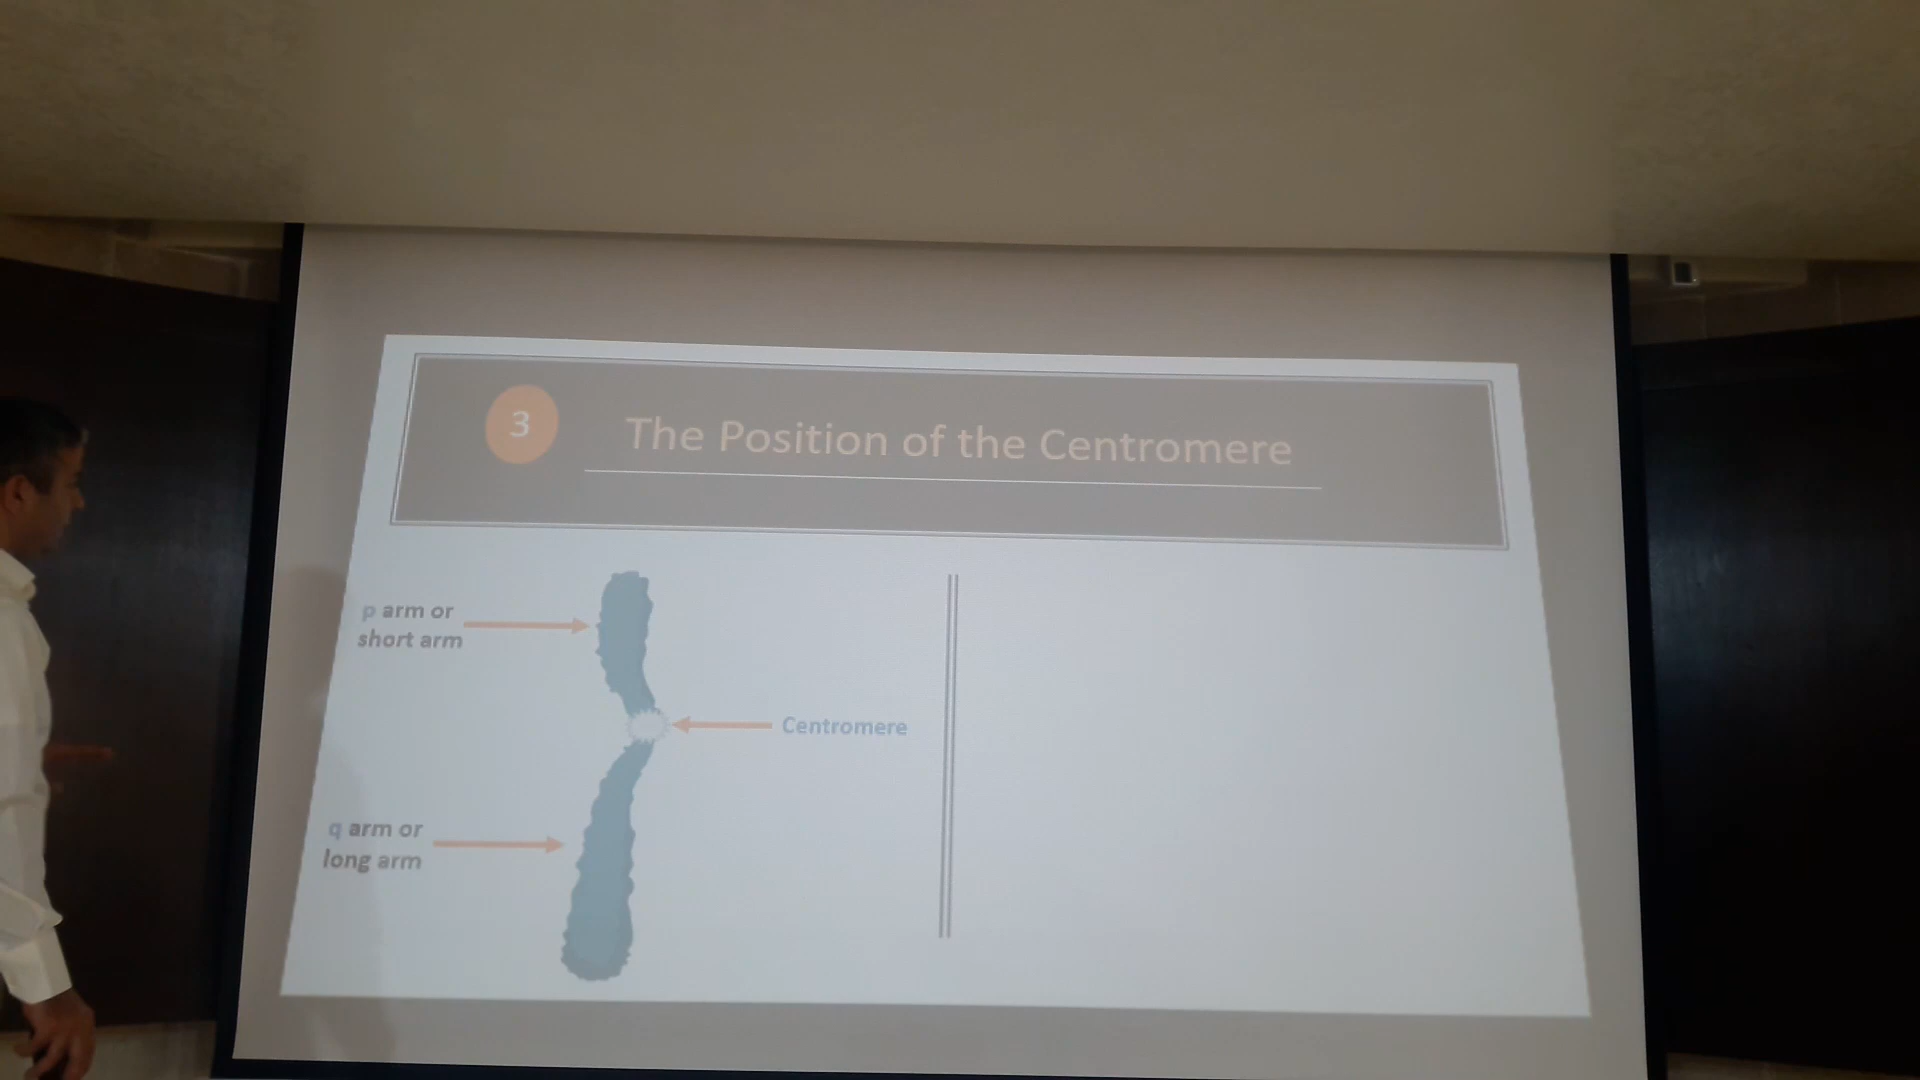 3
The Position of the Centromere
p arm or
short arm
Centromere
q arm or
long arm